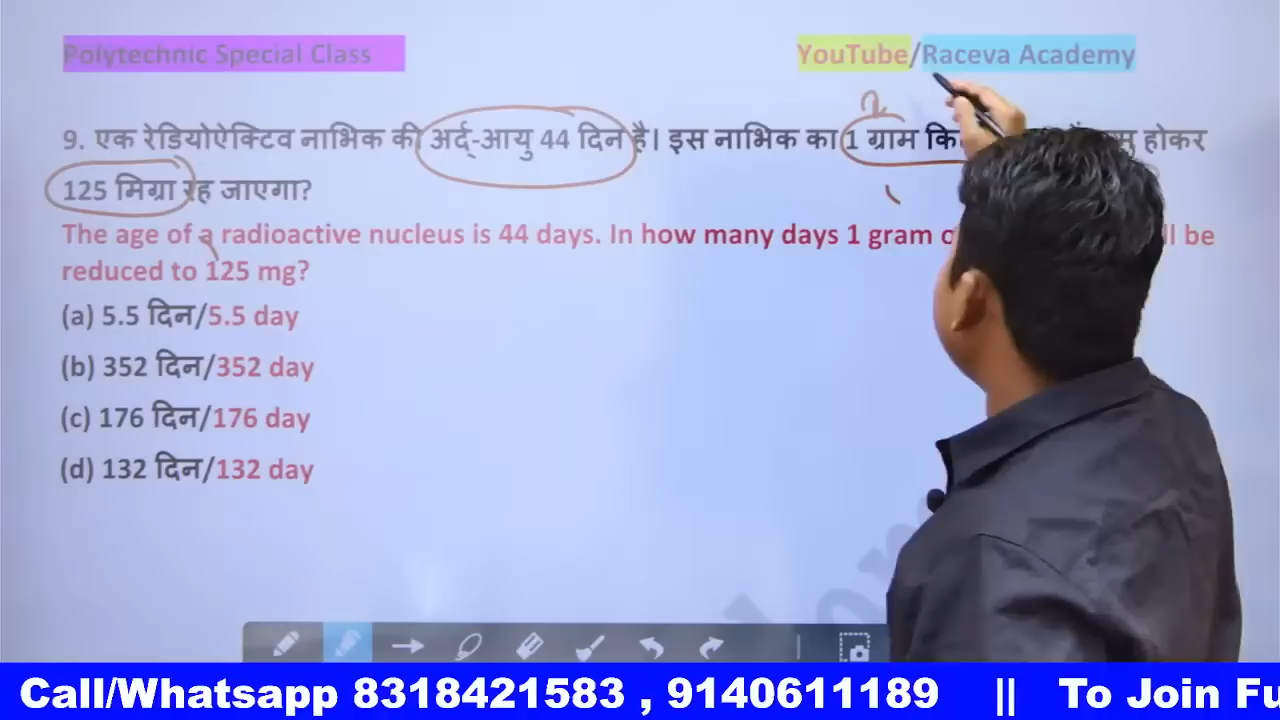 Polytechnic Special Class
YouTube/Raceva Academy
9. एक रेडियोऐक्टिव नाभिक की अर्द्-आयु 44 दिन है। इस नाभिक का 1 ग्राम होकर
125 मिग्रा रह जाएगा?
The age of a radioactive nucleus is 44 days. In how many days 1 gram be
reduced to 125 mg?
(a) 5.5 दिन/5.5 day
(b) 352 दिन/352 day
(c) 176 दिन/176 day
(d) 132 दिन/132 day
Call/Whatsapp 8318421583 , 9140611189 || To Join